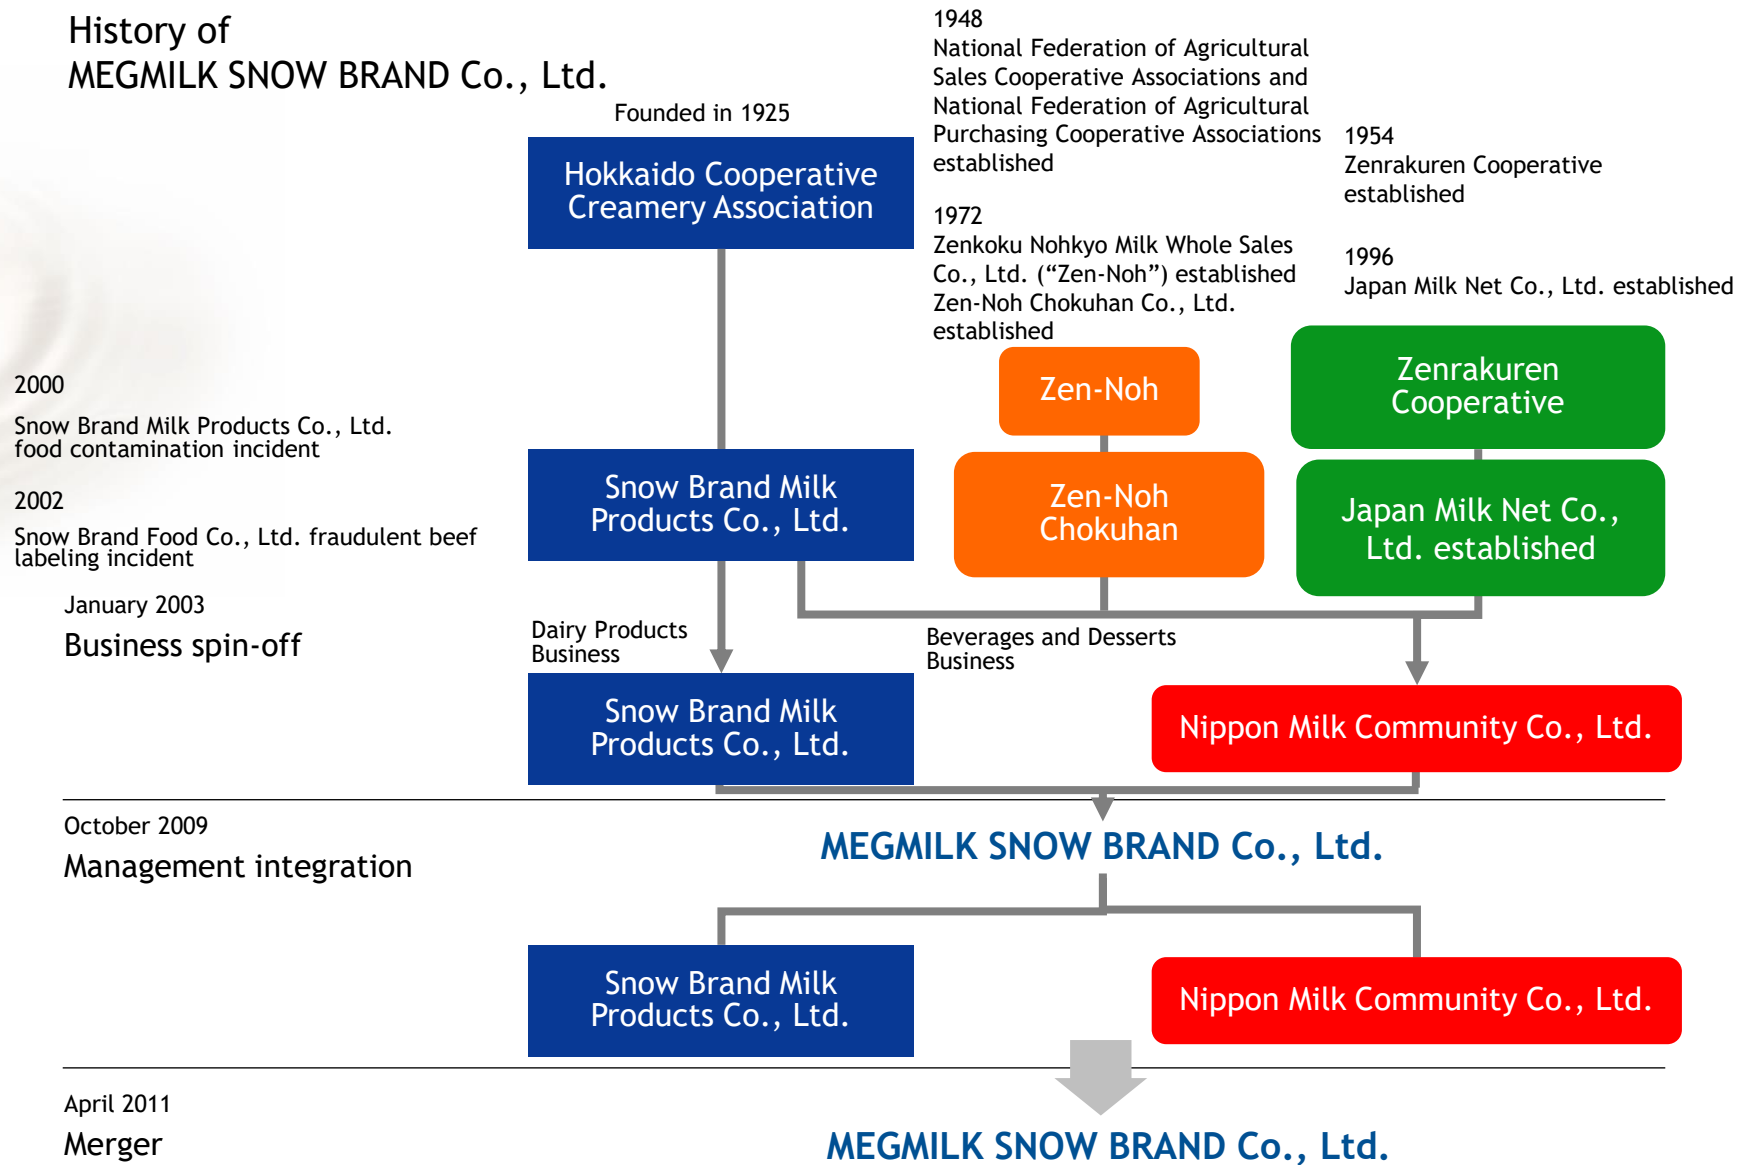 History of
MEGMILK SNOW BRAND Co., Ltd.
Founded in 1925
Hokkaido Cooperative
Creamery Association
1948
National Federation of Agricultural
Sales Cooperative Associations and
National Federation of Agricultural
Purchasing Cooperative Associations
established
1972
Zenkoku Nohkyo Milk Whole Sales
Co., Ltd. (“Zen-Noh”) established
Zen-Noh Chokuhan Co., Ltd.
established
1954
Zenrakuren Cooperative
established
1996
Japan Milk Net Co., Ltd. established
Zen-Noh
Zenrakuren
Cooperative
2000
Snow Brand Milk Products Co., Ltd.
food contamination incident
2002
Snow Brand Food Co., Ltd. fraudulent beef
labeling incident
Snow Brand Milk
Products Co., Ltd.
Zen-Noh
Chokuhan
Japan Milk Net Co.,
Ltd. established
January 2003
Business spin-off
Dairy Products
Business
Beverages and Desserts
Business
Snow Brand Milk
Products Co., Ltd.
Nippon Milk Community Co., Ltd.
October 2009
Management integration
MEGMILK SNOW BRAND Co., Ltd.
Snow Brand Milk
Products Co., Ltd.
Nippon Milk Community Co., Ltd.
April 2011
Merger
MEGMILK SNOW BRAND Co., Ltd.